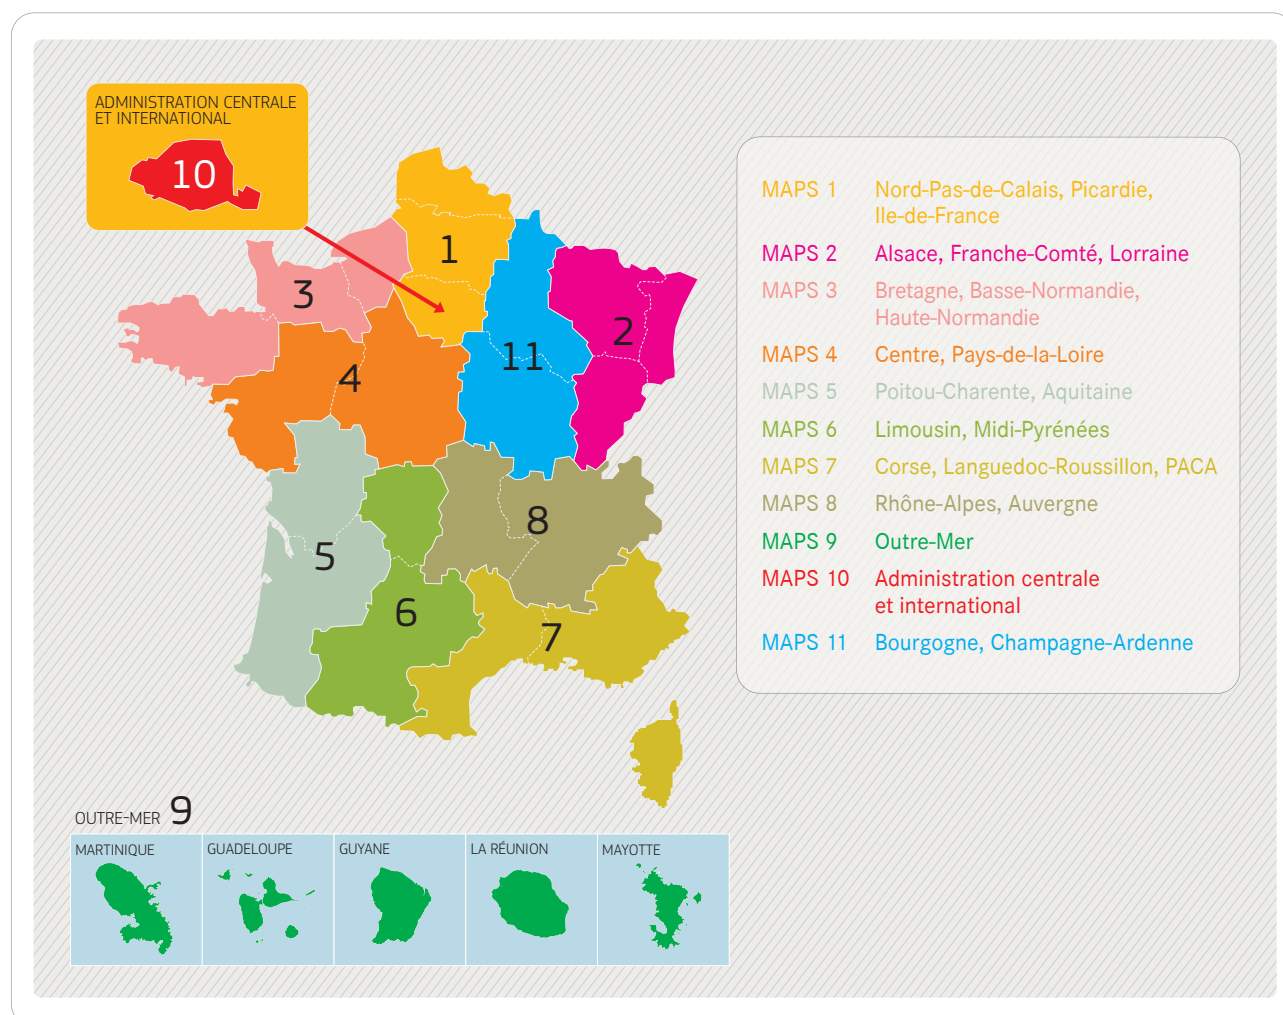 ADMINISTRATION CENTRALE
ET INTERNATIONAL
10
1
3
2
11
4
8
5
6
7
MAPS 1 Nord-Pas-de-Calais, Picardie,
Ile-de-France
MAPS 2 Alsace, Franche-Comté, Lorraine
MAPS 3 Bretagne, Basse-Normandie,
Haute-Normandie
MAPS 4 Centre, Pays-de-la-Loire
MAPS 5 Poitou-Charente, Aquitaine
MAPS 6 Limousin, Midi-Pyrénées
MAPS 7 Corse, Languedoc-Roussillon, PACA
MAPS 8 Rhône-Alpes, Auvergne
MAPS 9 Outre-Mer
MAPS 10 Administration centrale
et international
MAPS 11 Bourgogne, Champagne-Ardenne
OUTRE-MER 9
MARTINIQUE
GUADELOUPE
GUYANE
LA RÉUNION
MAYOTTE